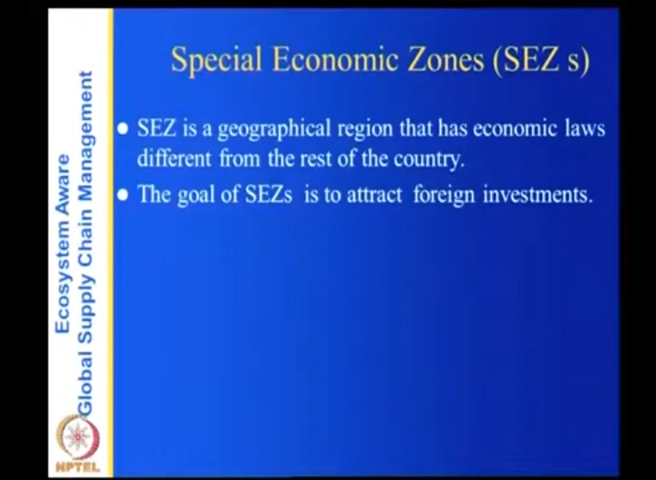 Special Economic Zones (SEZ s)
SEZ is a geographical region that has economic laws
different from the rest of the country.
The goal of SEZs is to attract foreign investments.
Ecosystem Aware
Global Supply Chain Management
NPTEL